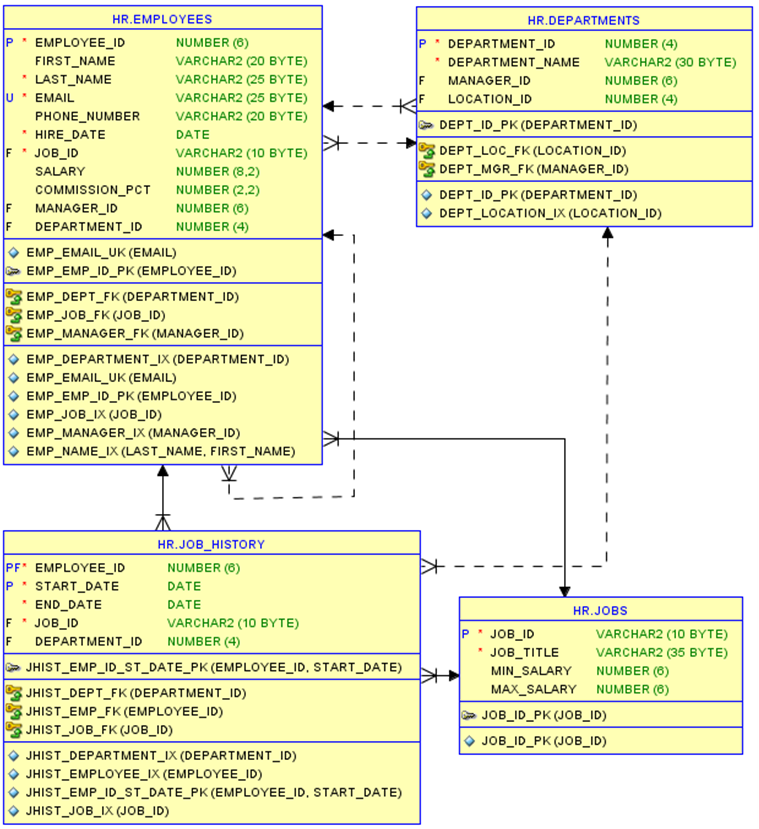 HR.EMPLOYEES
P * EMPLOYEE_ID NUMBER (6)
FIRST_NAME VARCHAR2 (20 BYTE)
* LAST_NAME VARCHAR2 (25 BYTE)
U * EMAIL VARCHAR2 (25 BYTE)
PHONE_NUMBER VARCHAR2 (20 BYTE)
* HIRE_DATE DATE
F * JOB_ID VARCHAR2 (10 BYTE)
SALARY NUMBER (8,2)
COMMISSION_PCT NUMBER (2,2)
F MANAGER_ID NUMBER (6)
F DEPARTMENT_ID NUMBER (4)
EMP_EMAIL_UK (EMAIL)
EMP_EMP_ID_PK (EMPLOYEE_ID)
EMP_DEPT_FK (DEPARTMENT_ID)
EMP_JOB_FK (JOB_ID)
EMP_MANAGER_FK (MANAGER_ID)
EMP_DEPARTMENT_IX (DEPARTMENT_ID)
EMP_EMAIL_UK (EMAIL)
EMP_EMP_ID_PK (EMPLOYEE_ID)
EMP_JOB_IX (JOB_ID)
EMP_MANAGER_IX (MANAGER_ID)
EMP_NAME_IX (LAST_NAME, FIRST_NAME)
HR.DEPARTMENTS
P * DEPARTMENT_ID NUMBER (4)
* DEPARTMENT_NAME VARCHAR2 (30 BYTE)
F MANAGER_ID NUMBER (6)
F LOCATION_ID NUMBER (4)
DEPT_ID_PK (DEPARTMENT_ID)
DEPT_LOC_FK (LOCATION_ID)
DEPT_MGR_FK (MANAGER_ID)
DEPT_ID_PK (DEPARTMENT_ID)
DEPT_LOCATION_IX (LOCATION_ID)
HR.JOB_HISTORY
PF * EMPLOYEE_ID NUMBER (6)
P * START_DATE DATE
* END_DATE DATE
F * JOB_ID VARCHAR2 (10 BYTE)
F DEPARTMENT_ID NUMBER (4)
JHIST_EMP_ID_ST_DATE_PK (EMPLOYEE_ID, START_DATE)
JHIST_DEPT_FK (DEPARTMENT_ID)
JHIST_EMP_FK (EMPLOYEE_ID)
JHIST_JOB_FK (JOB_ID)
JHIST_DEPARTMENT_IX (DEPARTMENT_ID)
JHIST_EMPLOYEE_IX (EMPLOYEE_ID)
JHIST_EMP_ID_ST_DATE_PK (EMPLOYEE_ID, START_DATE)
JHIST_JOB_IX (JOB_ID)
HR.JOBS
P * JOB_ID VARCHAR2 (10 BYTE)
* JOB_TITLE VARCHAR2 (35 BYTE)
MIN_SALARY NUMBER (6)
MAX_SALARY NUMBER (6)
JOB_ID_PK (JOB_ID)
JOB_ID_PK (JOB_ID)